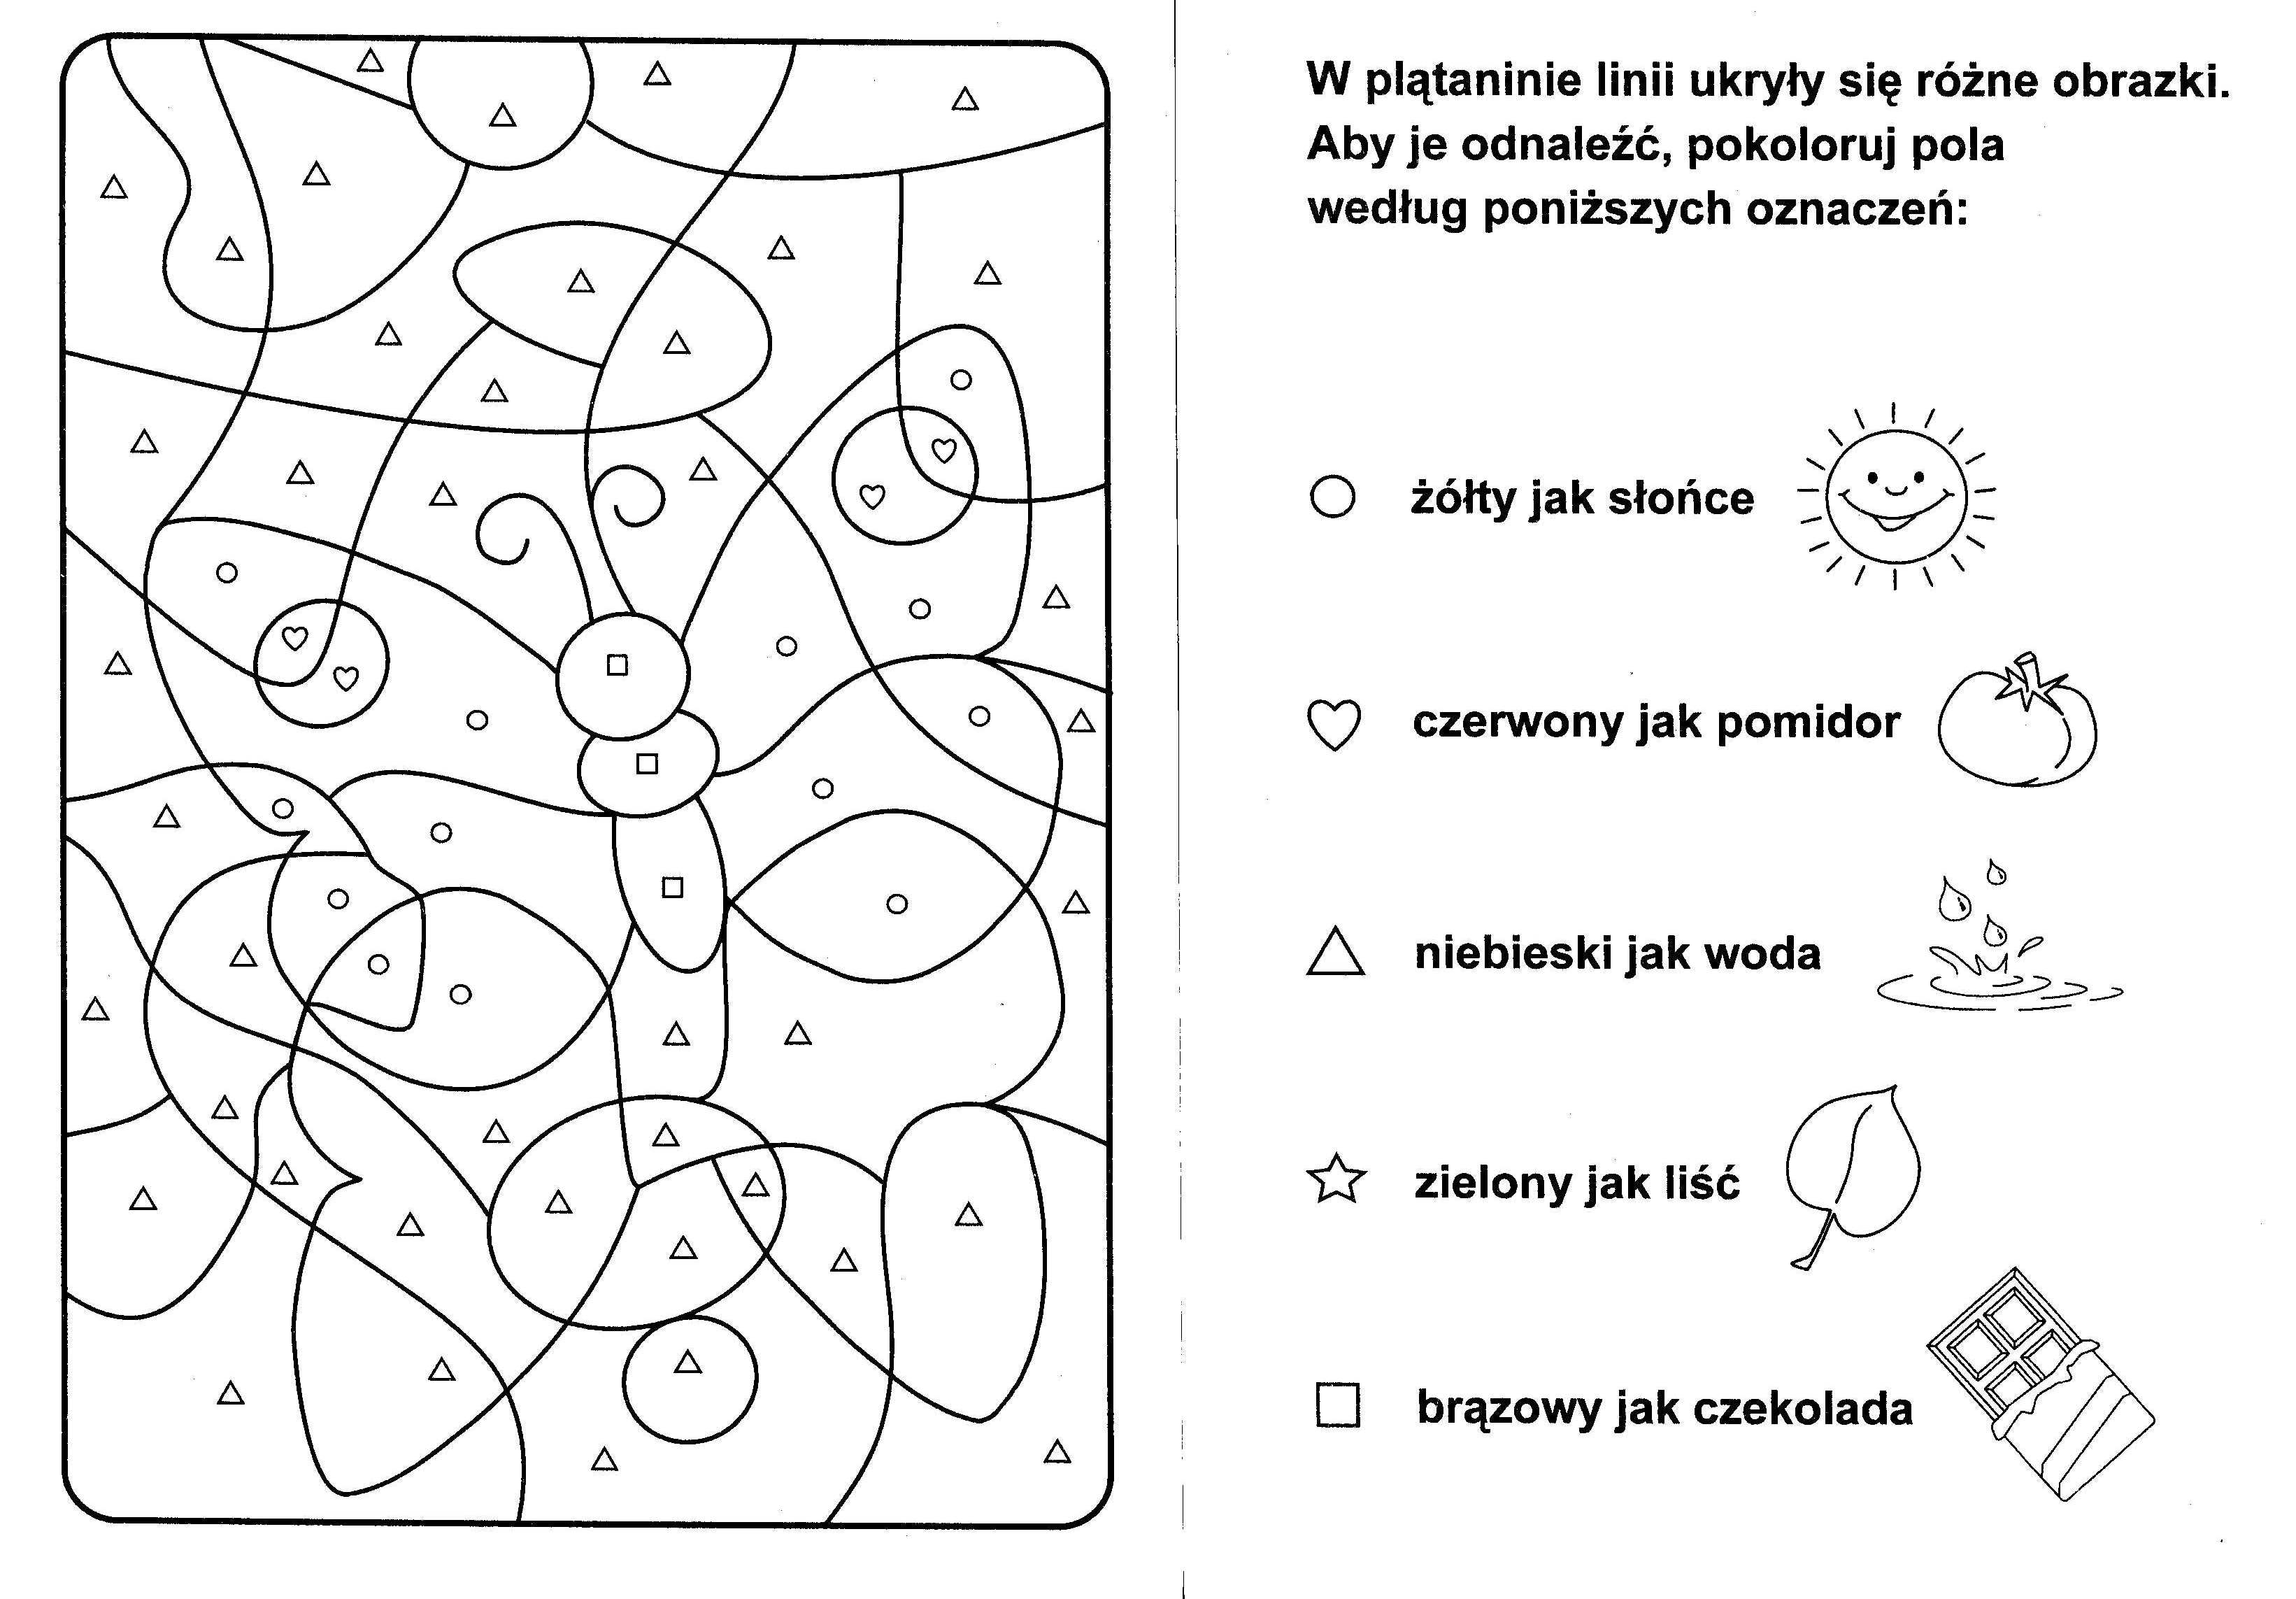 W plątaninie linii ukryły się różne obrazki.
Aby je odnaleźć, pokoloruj pola
według poniższych oznaczeń:
żółty jak słońce
czerwony jak pomidor
niebieski jak woda
zielony jak liść
brązowy jak czekolada